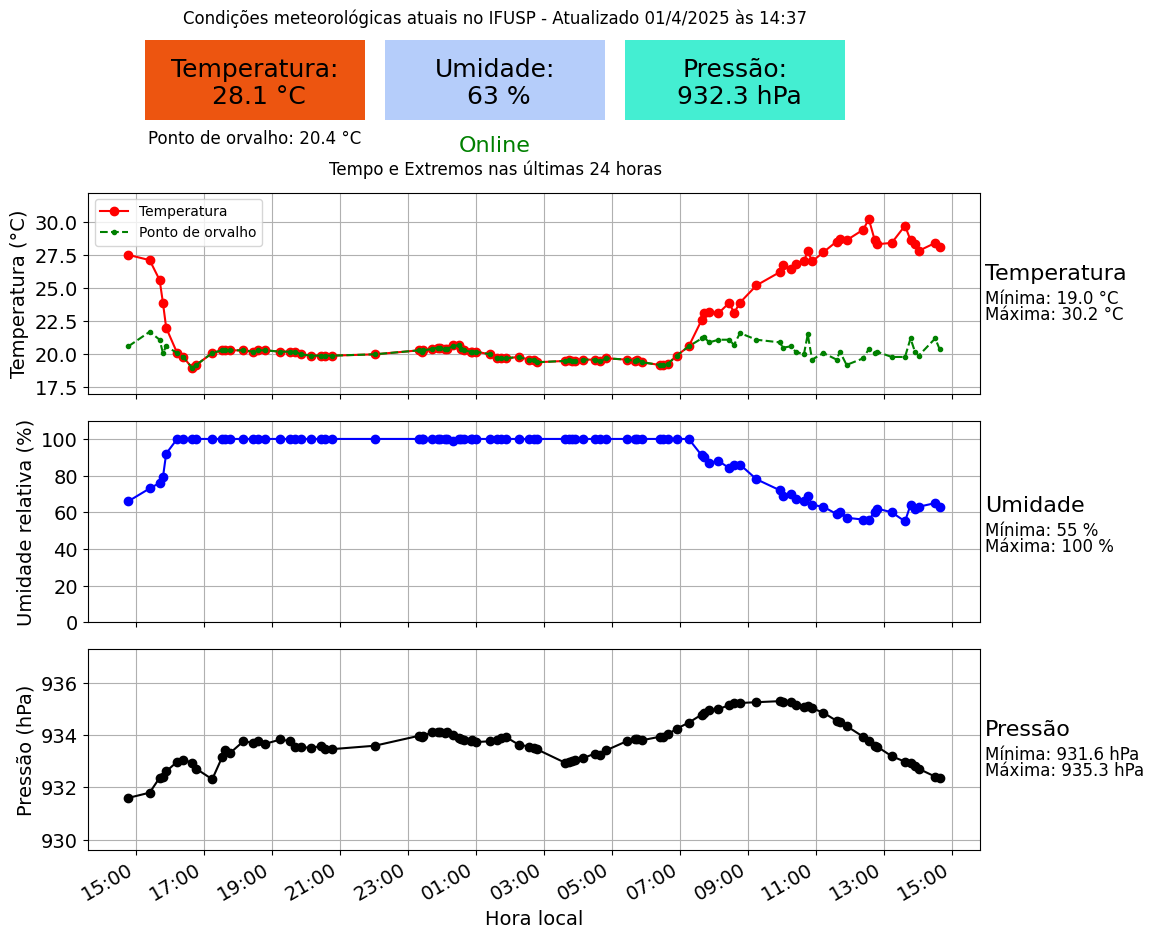 Condições meteorológicas atuais no IFUSP - Atualizado 01/4/2025 às 14:37
Temperatura:
28.1 °C
Umidade:
63 %
Pressão:
932.3 hPa
Ponto de orvalho: 20.4 °C
Online
Tempo e Extremos nas últimas 24 horas
Temperatura (°C)
30.0
27.5
25.0
22.5
20.0
17.5
Temperatura
Ponto de orvalho
Temperatura
Mínima: 19.0 °C
Máxima: 30.2 °C
Umidade relativa (%)
100
80
60
40
20
0
Umidade
Mínima: 55 %
Máxima: 100 %
Pressão (hPa)
936
934
932
930
Pressão
Mínima: 931.6 hPa
Máxima: 935.3 hPa
15:00 17:00 19:00 21:00 23:00 01:00 03:00 05:00 07:00 09:00 11:00 13:00 15:00
Hora local